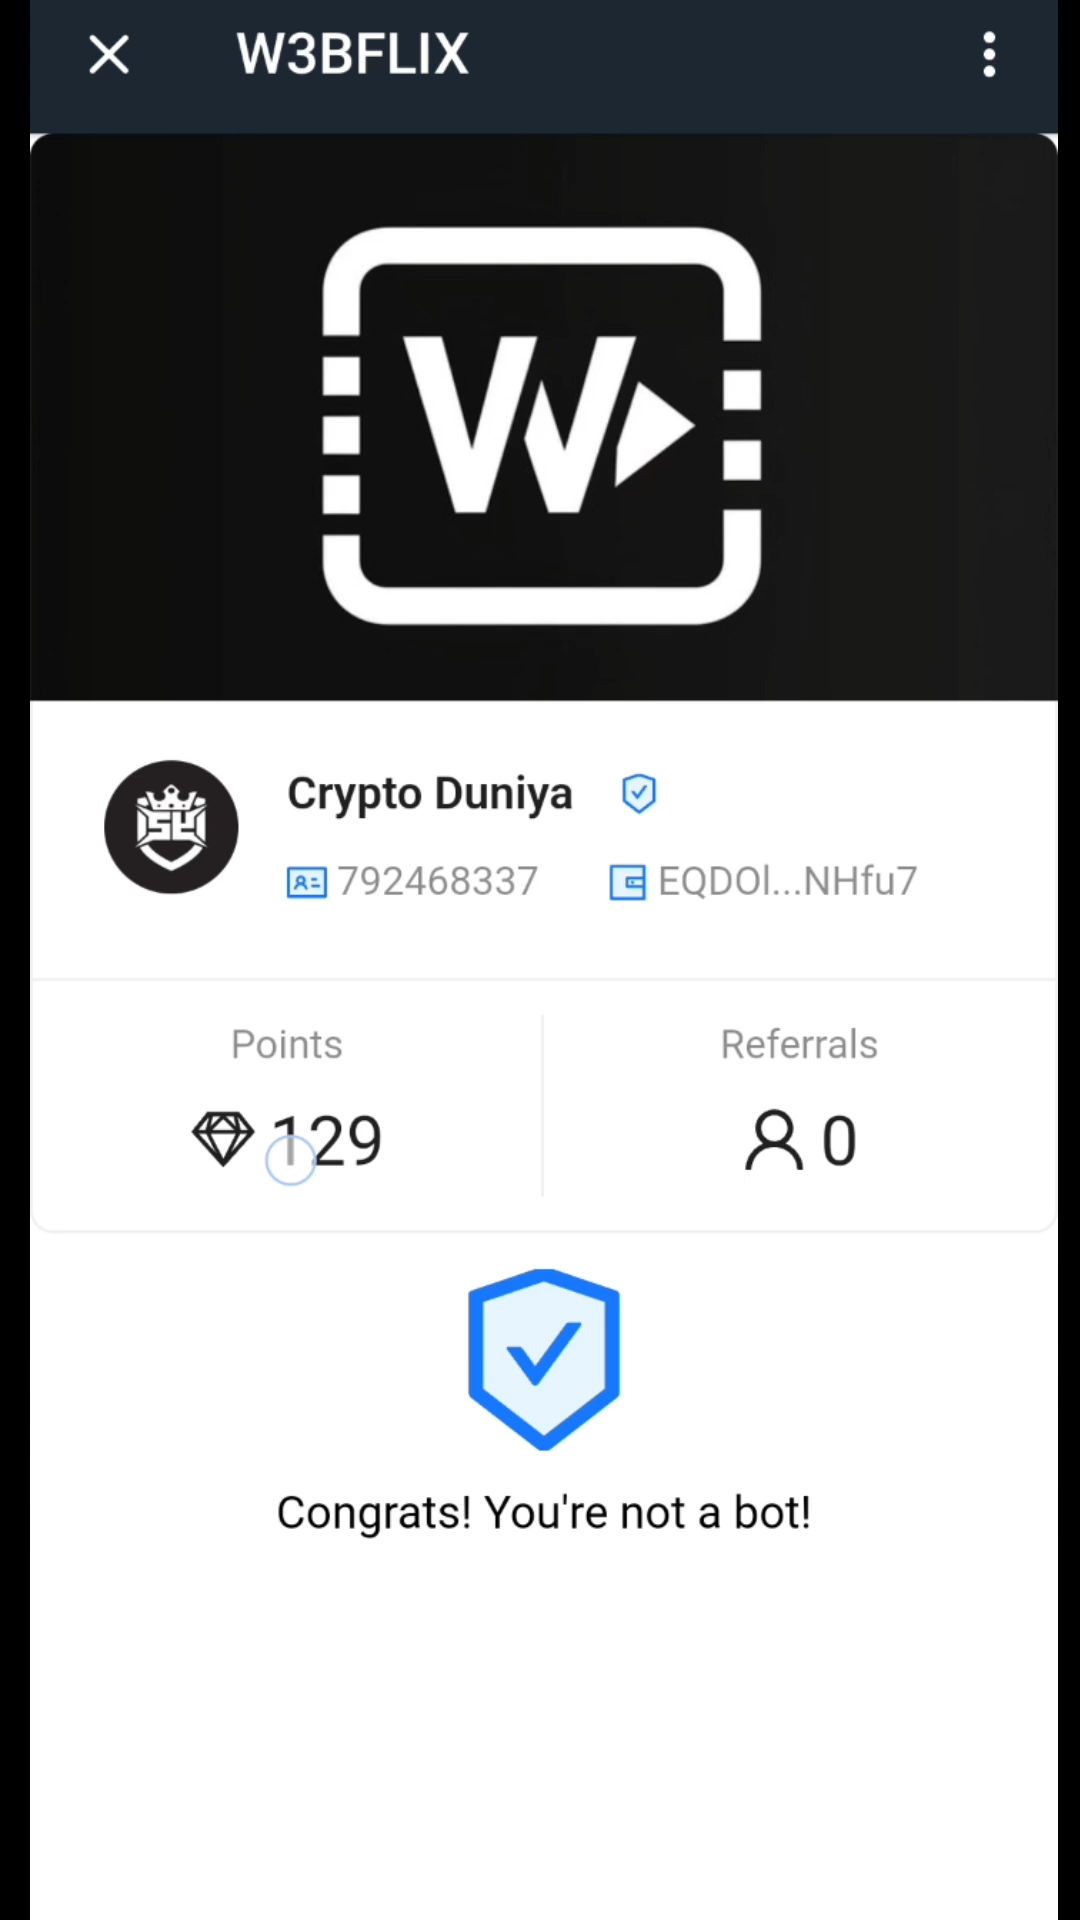 W3BFLIX
W
Crypto Duniya
792468337 EQDOl...NHfu7
Points Referrals
129 0
Congrats! You're not a bot!